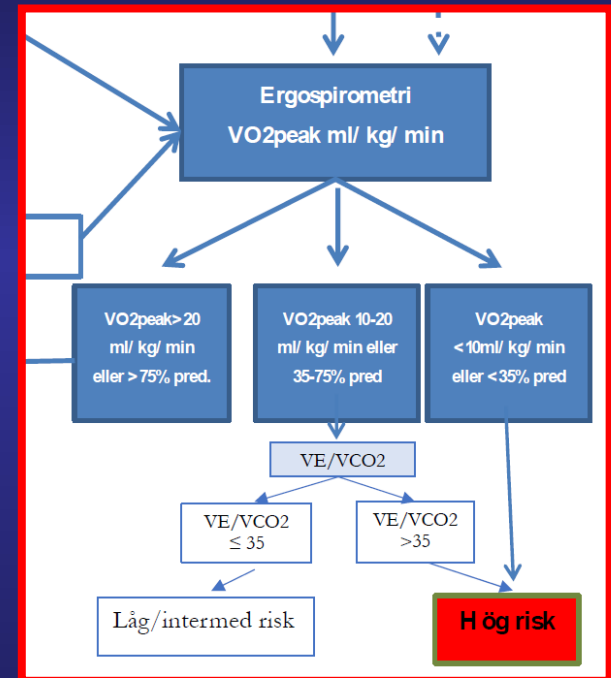 Ergospirometri
VO2peak ml/ kg/ min
VO2peak> 20
ml/ kg/ min
eller > 75% pred.
VO2peak 10-20
ml/ kg/ min eller
35-75% pred
VO2peak
<10ml/ kg/ min
eller <35% pred
VE/VCO2
VE/VCO2
≤ 35
VE/VCO2
>35
Låg/intermed risk
H ög risk